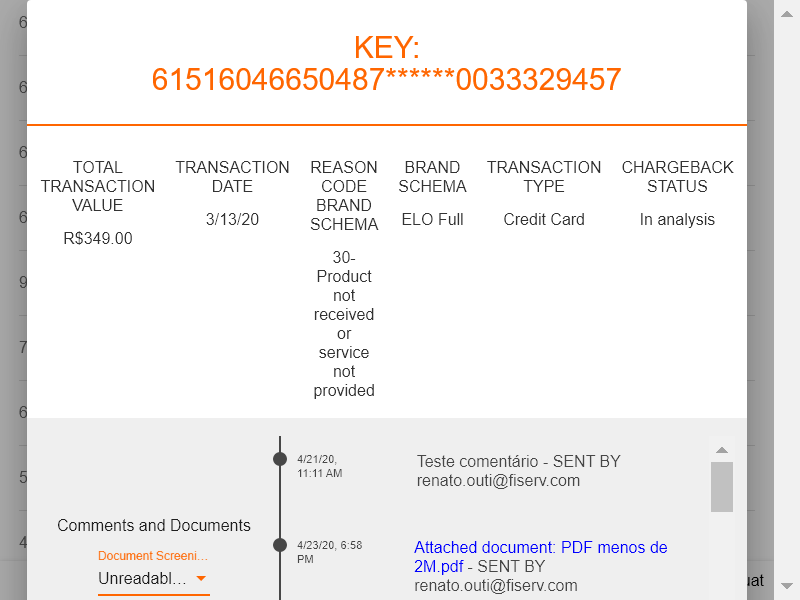 KEY:
61516046650487******0033329457
TOTAL
TRANSACTION
VALUE
R$349.00
TRANSACTION
DATE
3/13/20
REASON
CODE
BRAND
SCHEMA
30-
Product
not
received
or
service
not
provided
BRAND
SCHEMA
ELO Full
TRANSACTION
TYPE
Credit Card
CHARGEBACK
STATUS
In analysis
6
6
6
6
9
7
6
5
4
Comments and Documents
Document Screeni...
Unreadabl...
4/21/20,
11:11 AM
Teste comentário - SENT BY
renato.outi@fiserv.com
4/23/20, 6:58
PM
Attached document: PDF menos de
2M.pdf - SENT BY
renato.outi@fiserv.com
uat